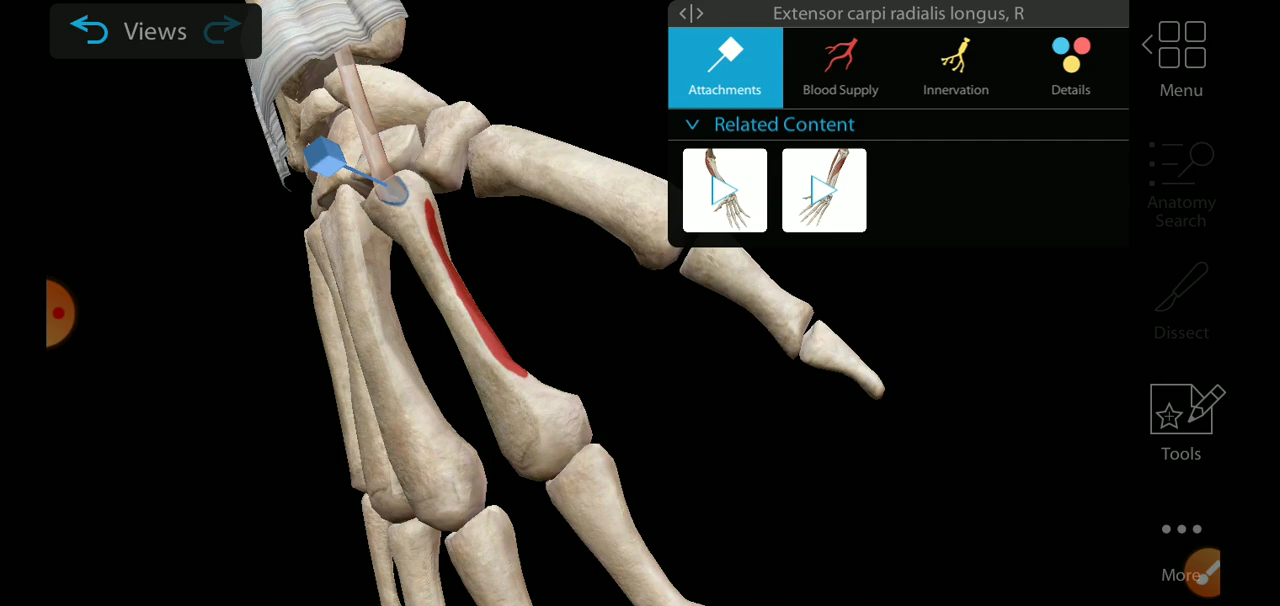 Views
Extensor carpi radialis longus, R
Attachments
Blood Supply
Innervation
Details
Related Content
Menu
Anatomy
Search
Dissect
Tools
More